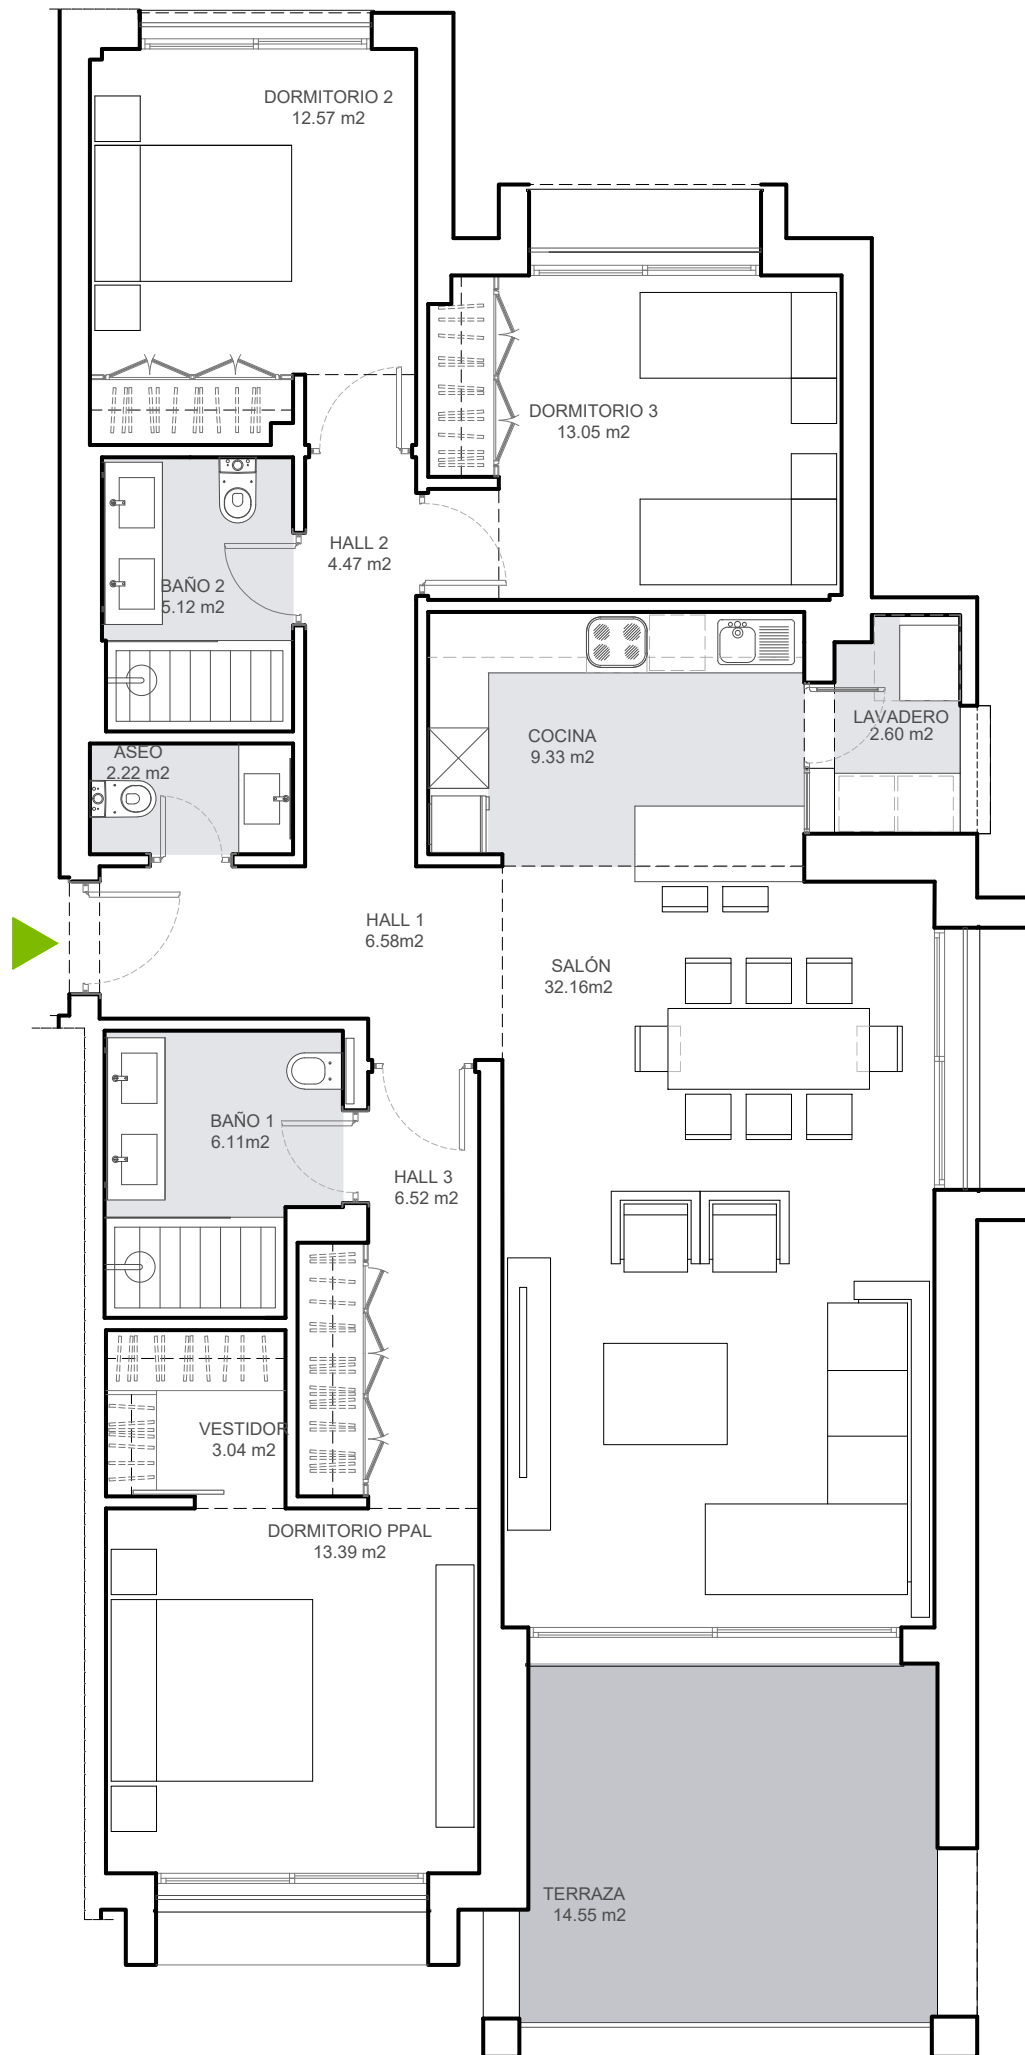 DORMITORIO 2
12.57 m2
DORMITORIO 3
13.05 m2
HALL 2
4.47 m2
BAÑO 2
5.12 m2
COCINA
9.33 m2
LAVADERO
2.60 m2
ASEO
2.22 m2
HALL 1
6.58m2
SALÓN
32.16m2
BAÑO 1
6.11m2
HALL 3
6.52 m2
VESTIDOR
3.04 m2
DORMITORIO PPAL
13.39 m2
TERRAZA
14.55 m2